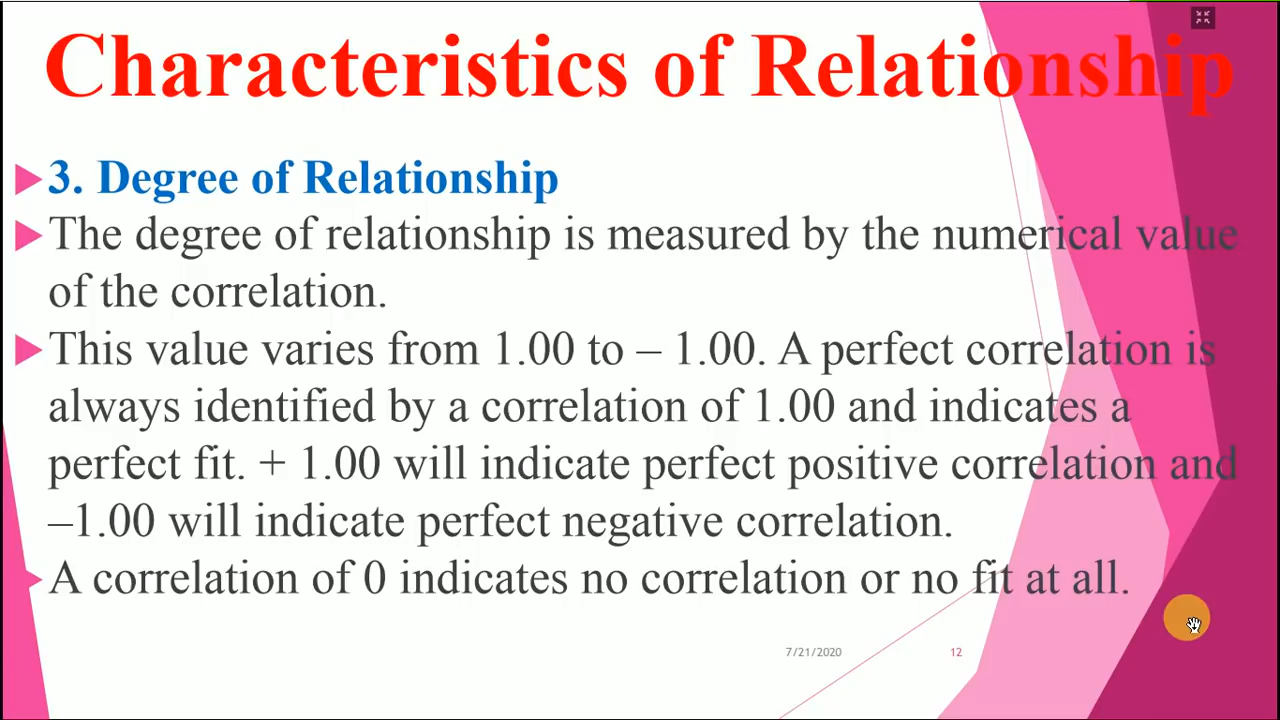 Characteristics of Relationship
3. Degree of Relationship
The degree of relationship is measured by the numerical value
of the correlation.
This value varies from 1.00 to – 1.00. A perfect correlation is
always identified by a correlation of 1.00 and indicates a
perfect fit. + 1.00 will indicate perfect positive correlation and
–1.00 will indicate perfect negative correlation.
A correlation of 0 indicates no correlation or no fit at all.
7/21/2020 12